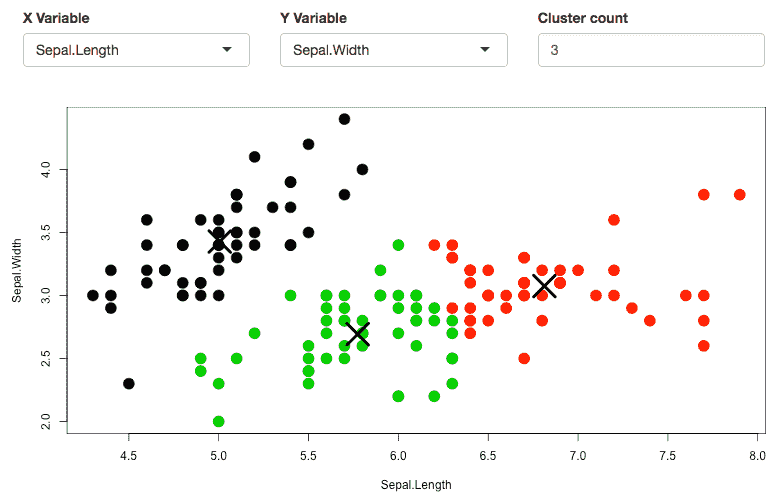 X Variable Y Variable Cluster count
Sepal.Length Sepal.Width 3
4.0
3.5
3.0
2.5
2.0
Sepal.Width
4.5 5.0 5.5 6.0 6.5 7.0 7.5 8.0
Sepal.Length